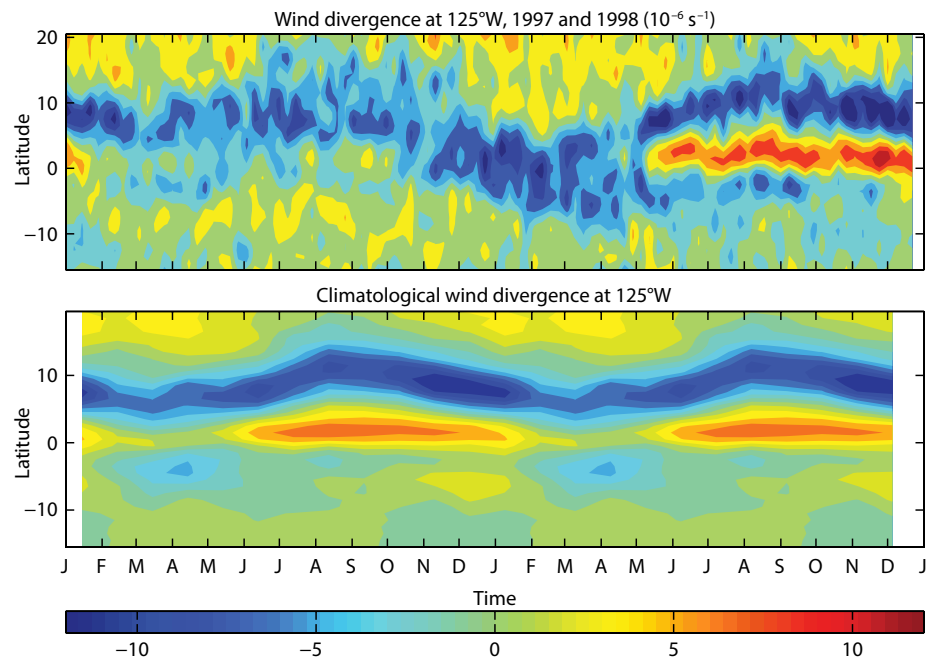 Wind divergence at 125°W, 1997 and 1998 (10⁻⁶ s⁻¹)
20
10
0
−10
Latitude
Climatological wind divergence at 125°W
10
0
−10
Latitude
J F M A M J J A S O N D J F M A M J J A S O N D J
Time
−10 −5 0 5 10